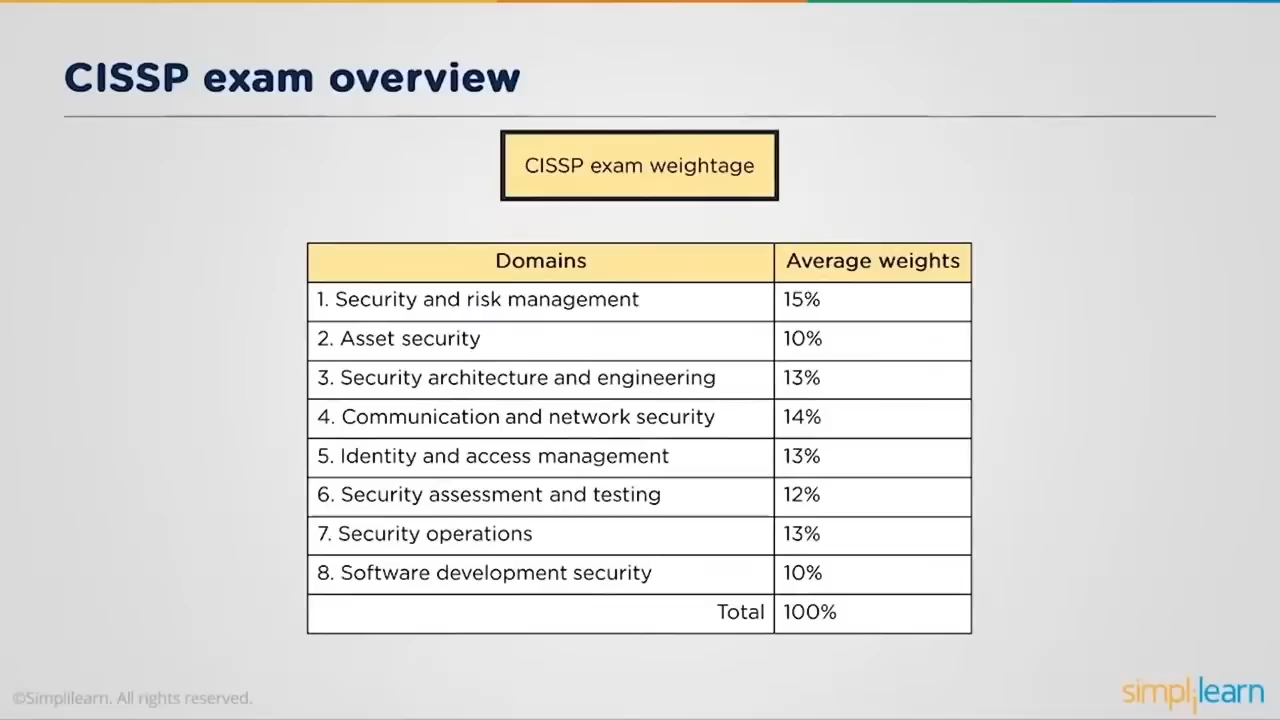 CISSP exam overview
CISSP exam weightage
Domains Average weights
1. Security and risk management 15%
2. Asset security 10%
3. Security architecture and engineering 13%
4. Communication and network security 14%
5. Identity and access management 13%
6. Security assessment and testing 12%
7. Security operations 13%
8. Software development security 10%
Total 100%
©Simplilearn. All rights reserved.
simplilearn